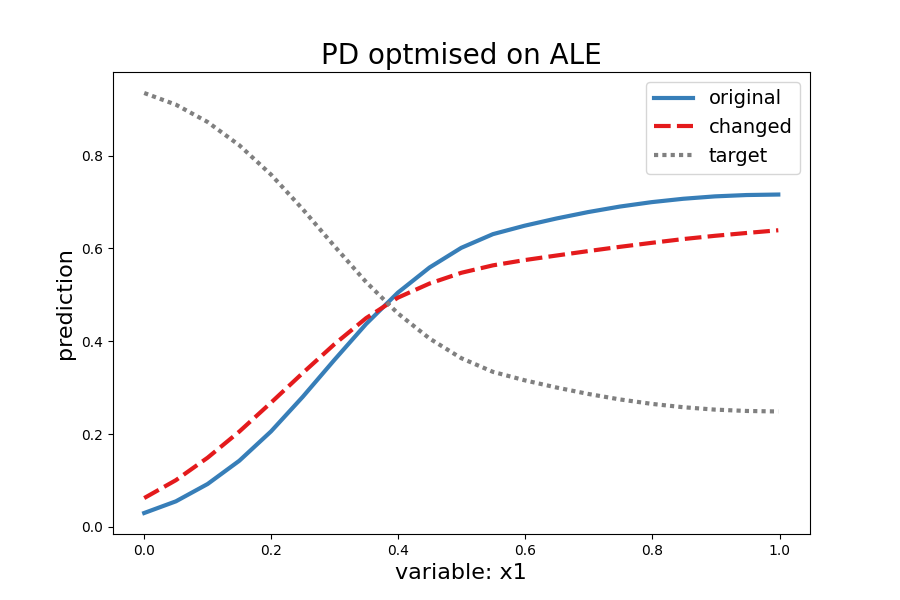 PD optmised on ALE
original
changed
target
prediction
0.8
0.6
0.4
0.2
0.0
0.0 0.2 0.4 0.6 0.8 1.0
variable: x1